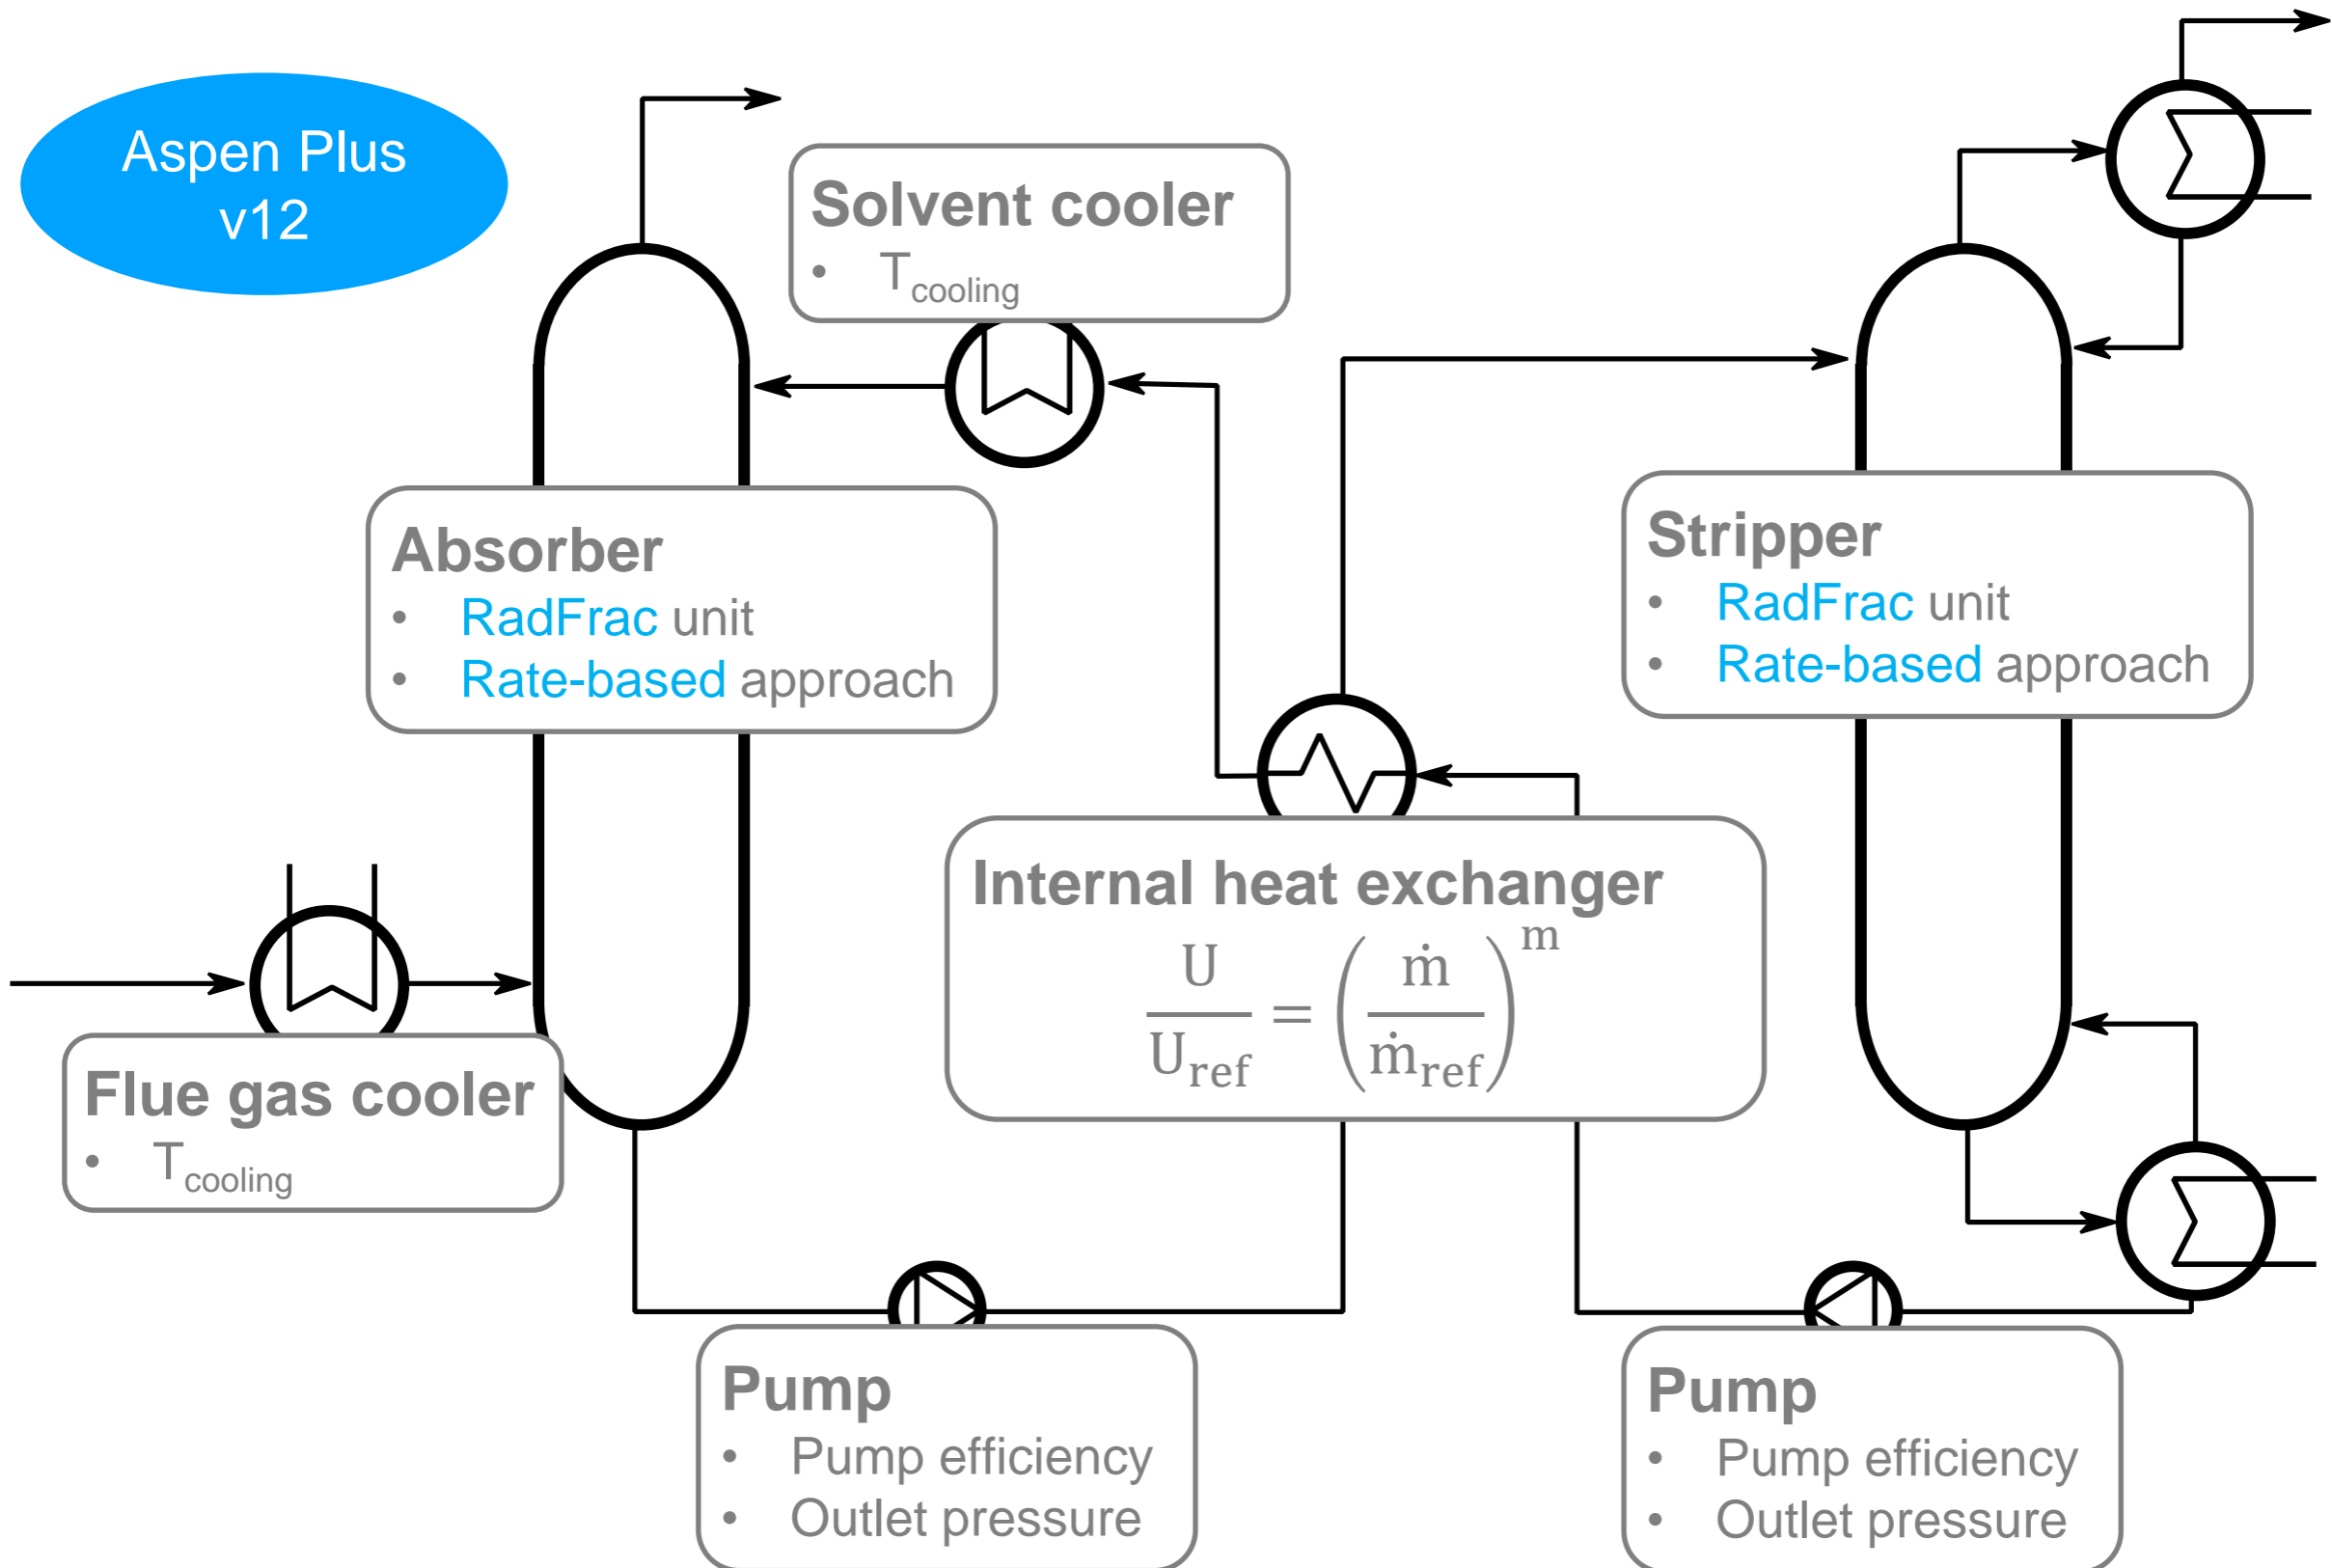 Aspen Plus
v12
Solvent cooler
• T_cooling
Absorber
• RadFrac unit
• Rate-based approach
Stripper
• RadFrac unit
• Rate-based approach
Internal heat exchanger
U/U_ref = (ṁ/ṁ_ref)^m
Flue gas cooler
• T_cooling
Pump
• Pump efficiency
• Outlet pressure
Pump
• Pump efficiency
• Outlet pressure